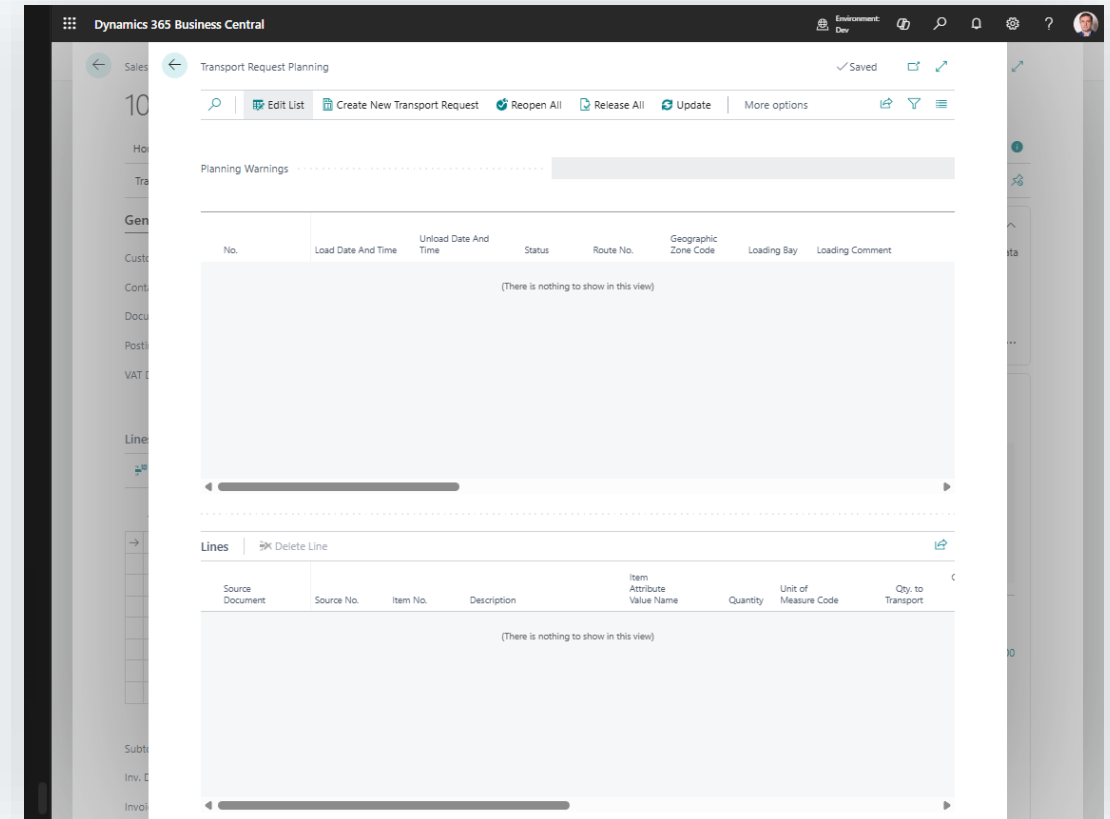 Dynamics 365 Business Central
Environment:
Dev
?
Sales
Transport Request Planning
Saved
10
Edit List
Create New Transport Request
Reopen All
Release All
Update
More options
Planning Warnings
Gen
No.
Load Date And Time
Unload Date And Time
Status
Route No.
Geographic Zone Code
Loading Bay
Loading Comment
(There is nothing to show in this view)
Lines
Delete Line
Source Document
Source No.
Item No.
Description
Item Attribute Value Name
Quantity
Unit of Measure Code
Qty. to Transport
(There is nothing to show in this view)